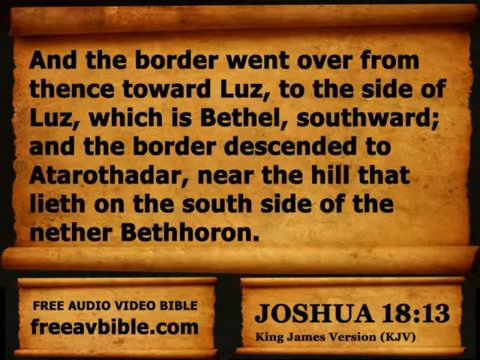 And the border went over from
thence toward Luz, to the side of
Luz, which is Bethel, southward;
and the border descended to
Atarothadar, near the hill that
lieth on the south side of the
nether Bethhoron.
FREE AUDIO VIDEO BIBLE
freeavbible.com
JOSHUA 18:13
King James Version (KJV)